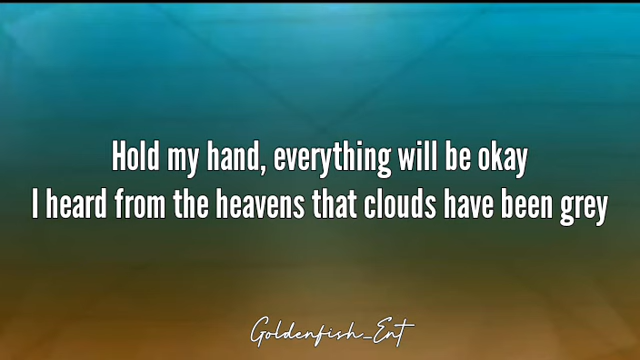 Hold my hand, everything will be okay
I heard from the heavens that clouds have been grey
Goldenfish_Ent